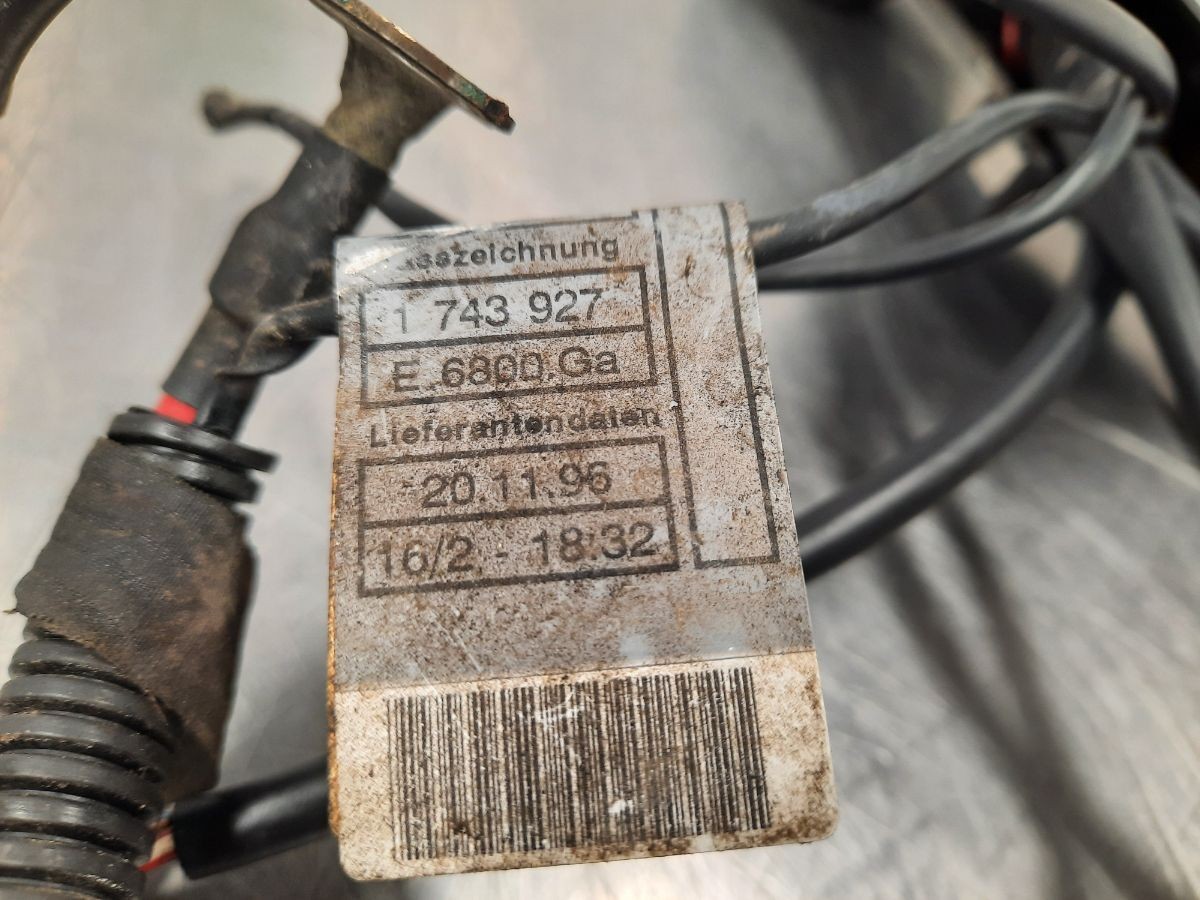 1 743 927
E 6800.Ga
Lieferantendaten
20.11.96
16/2 - 18:32